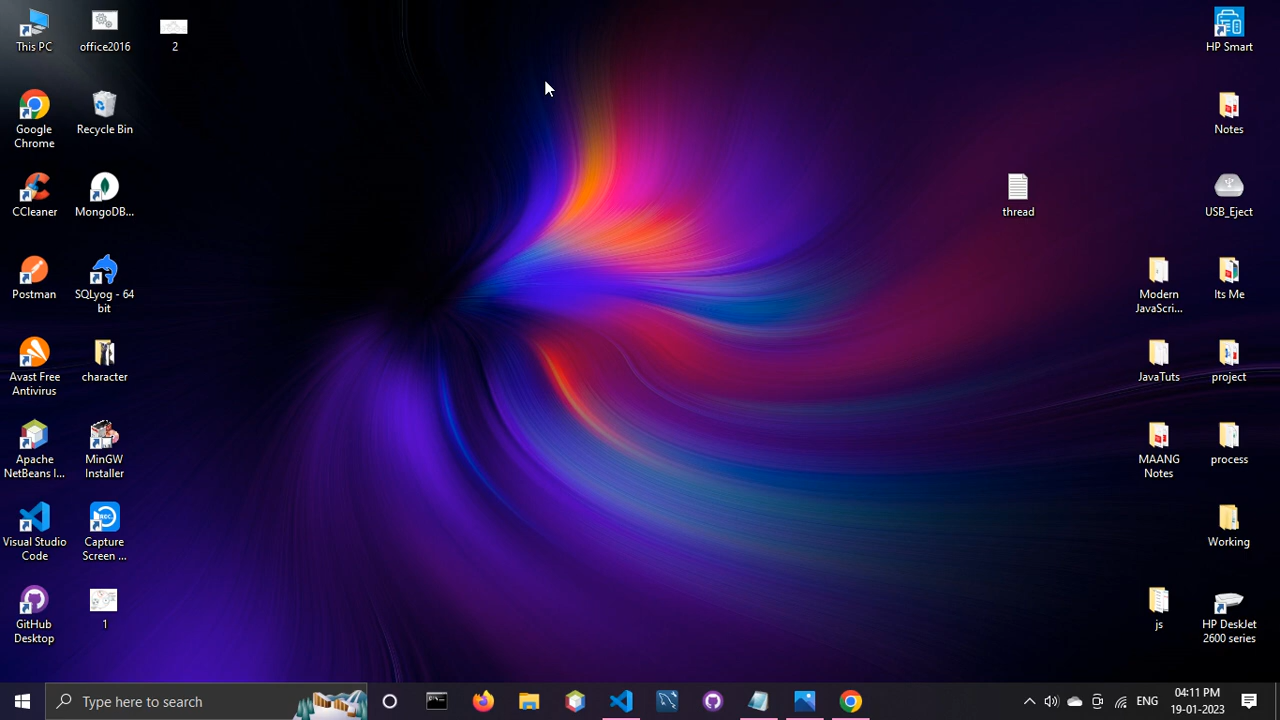 This PC
office2016
2
HP Smart
Google
Chrome
Recycle Bin
Notes
CCleaner
MongoDB...
thread
USB_Eject
Postman
SQLyog - 64
bit
Modern
JavaScri...
Its Me
Avast Free
Antivirus
character
JavaTuts
project
Apache
NetBeans I...
MinGW
Installer
MAANG
Notes
process
Visual Studio
Code
Capture
Screen ...
Working
GitHub
Desktop
1
js
HP DeskJet
2600 series
Type here to search
ENG
04:11 PM
19-01-2023